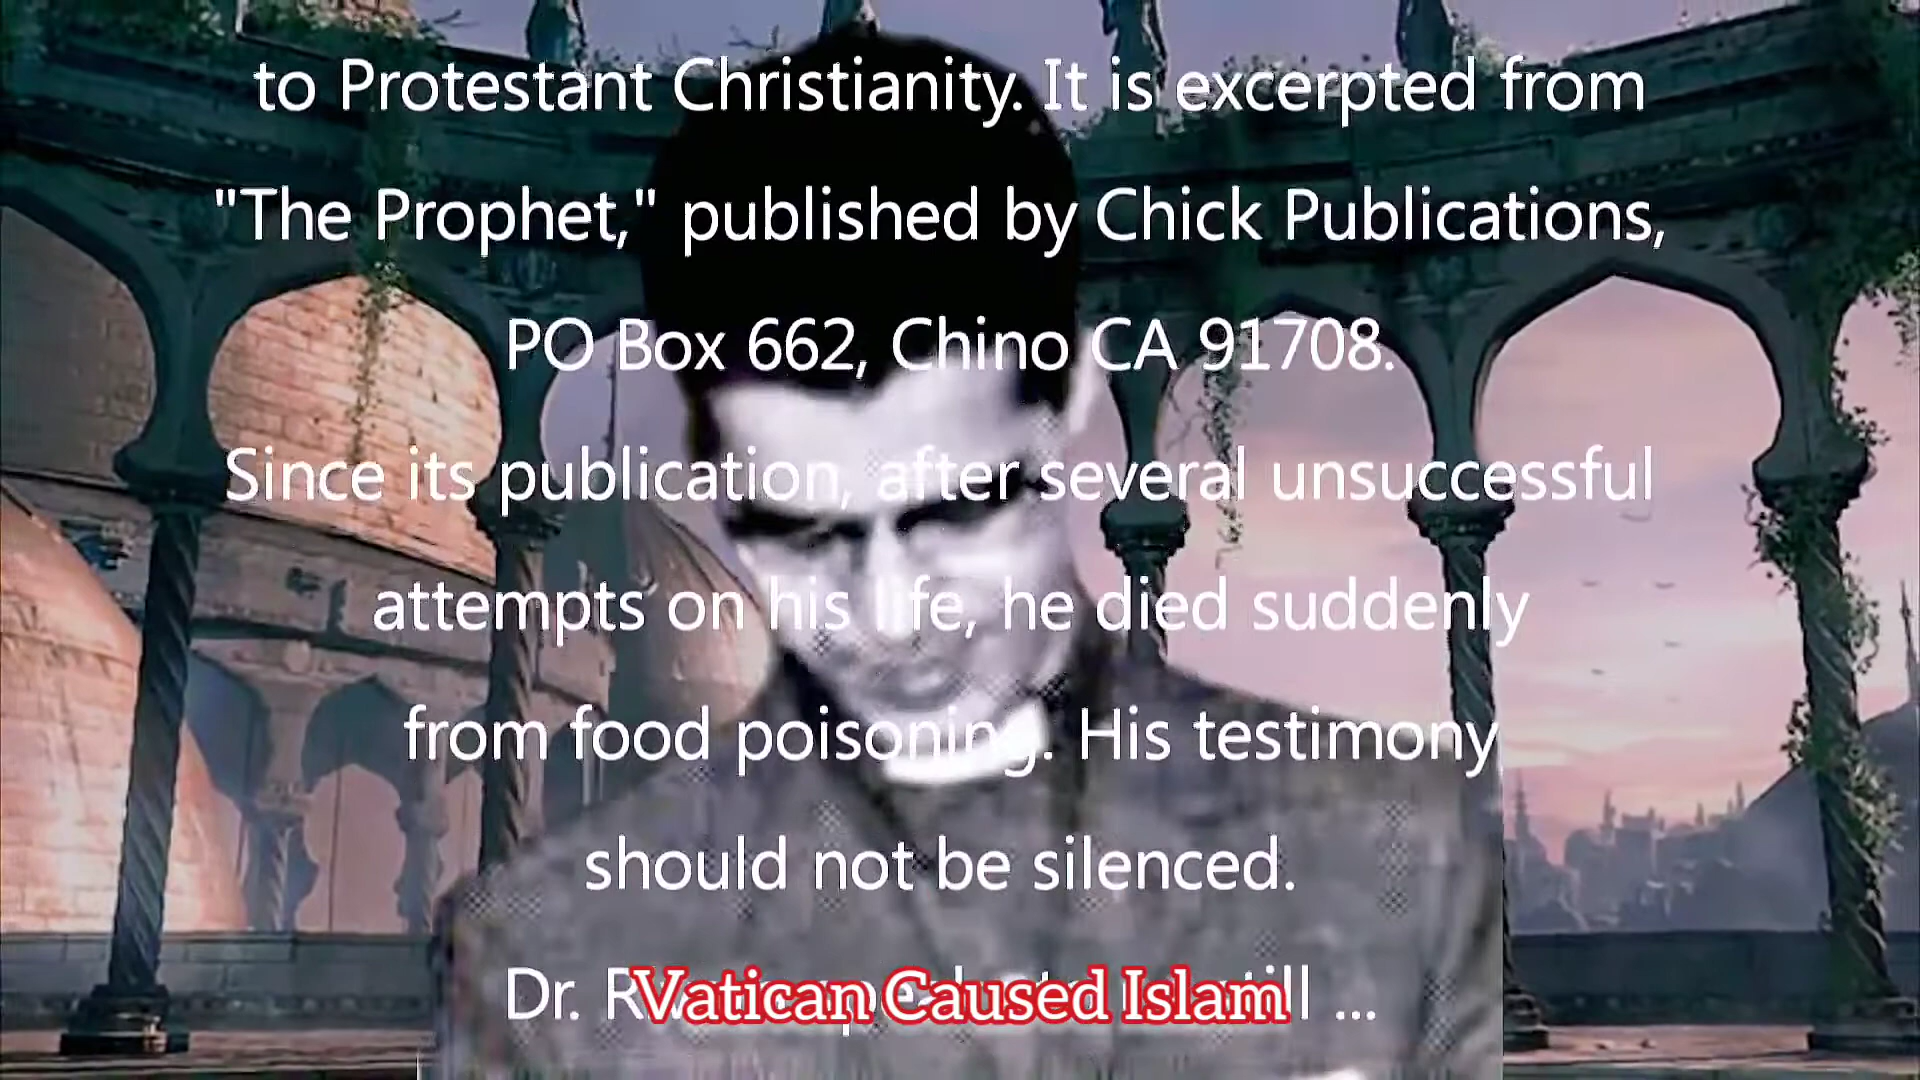 to Protestant Christianity. It is excerpted from
"The Prophet," published by Chick Publications,
PO Box 662, Chino CA 91708.
Since its publication, after several unsuccessful
attempts on his life, he died suddenly
from food poisoning. His testimony
should not be silenced.
Dr. ...
Vatican Caused Islam